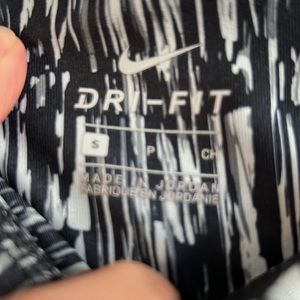 DRI-FIT
S P CH
MADE IN JORDAN
FABRIQUÉ EN JORDANIE